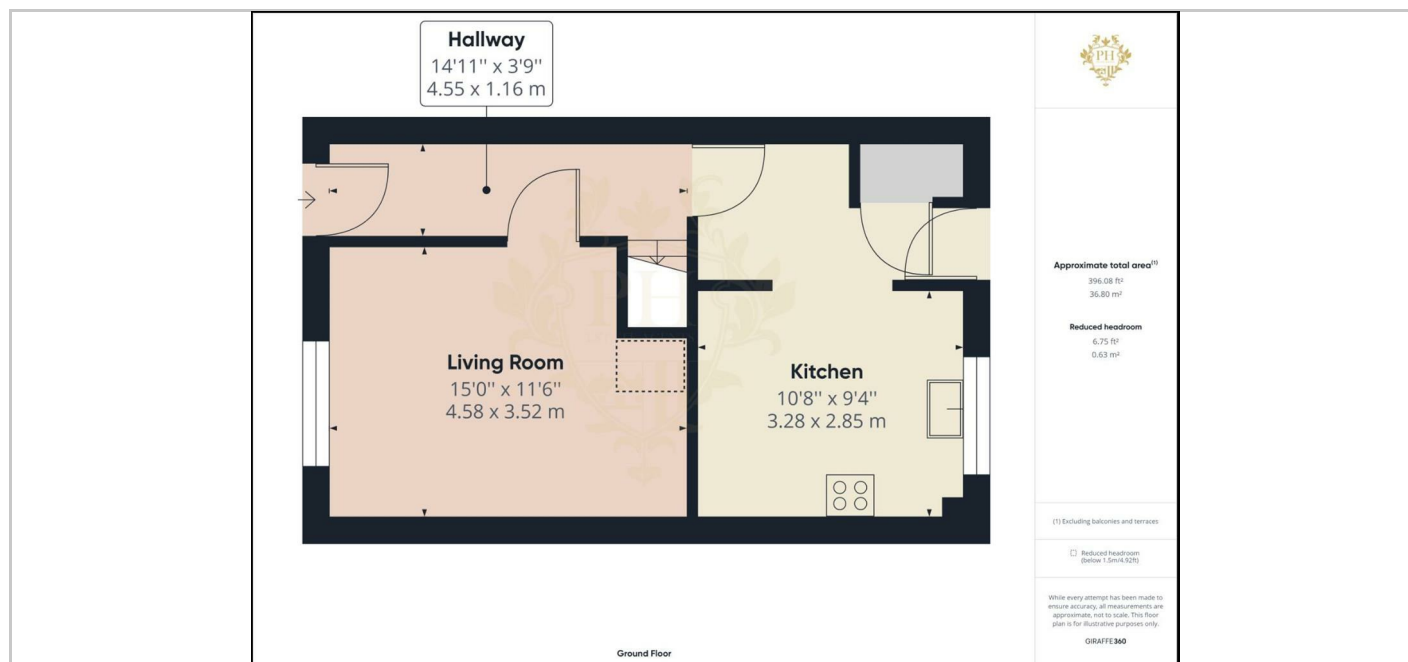 Hallway
14'11'' x 3'9''
4.55 x 1.16 m
Living Room
15'0'' x 11'6''
4.58 x 3.52 m
Kitchen
10'8'' x 9'4''
3.28 x 2.85 m
Ground Floor
PH
PH
Approximate total area(1)
396.08 ft²
36.80 m²
Reduced headroom
6.75 ft²
0.63 m²
(1) Excluding balconies and terraces
Reduced headroom
(below 1.5m/4.92ft)
While every attempt has been made to
ensure accuracy, all measurements are
approximate, not to scale. This floor
plan is for illustrative purposes only.
GIRAFFE360